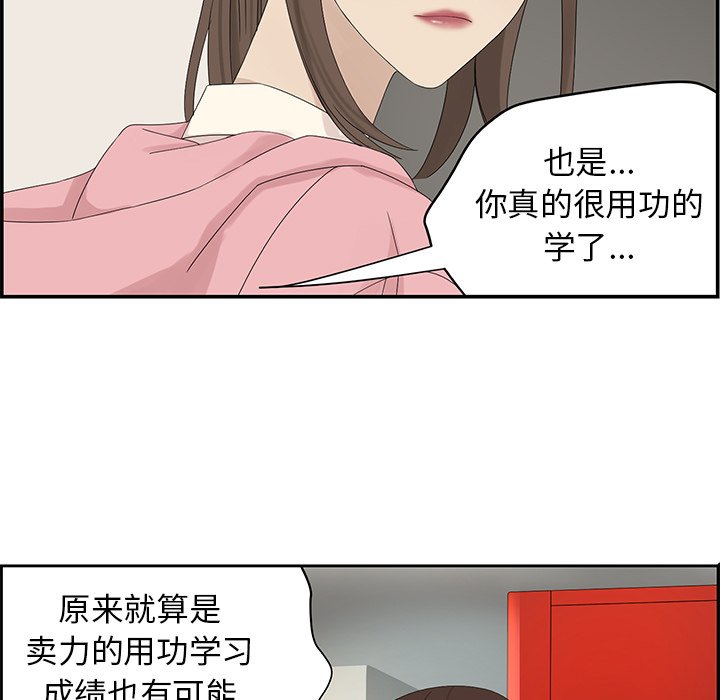 也是...
你真的很用功的
学了...
原来就算是
卖力的用功学习
成绩也有可能